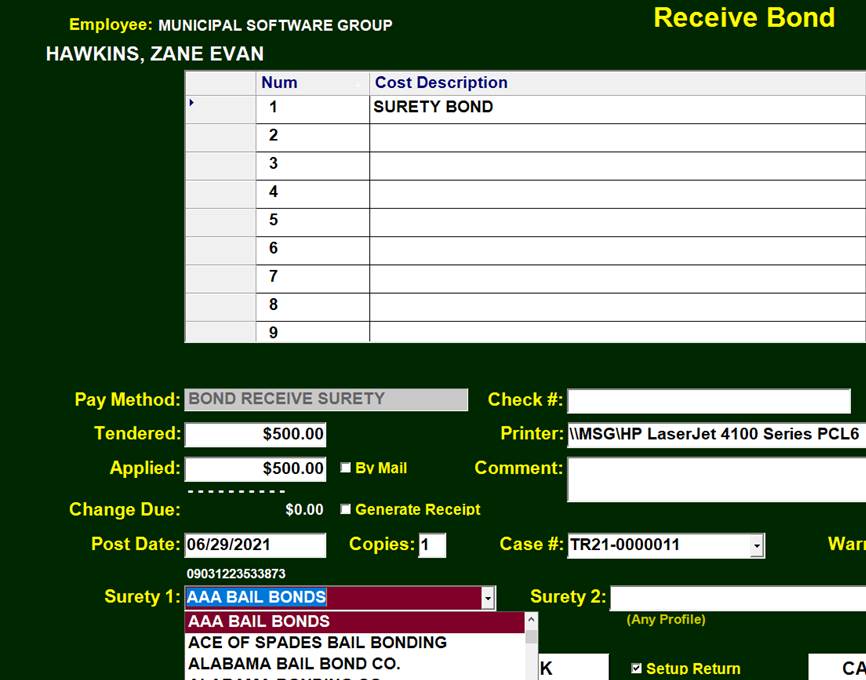 Receive Bond
Employee: MUNICIPAL SOFTWARE GROUP
HAWKINS, ZANE EVAN
Num Cost Description
1 SURETY BOND
2
3
4
5
6
7
8
9
Pay Method: BOND RECEIVE SURETY Check #:
Tendered: $500.00 Printer: \\MSG\HP LaserJet 4100 Series PCL6
Applied: $500.00 By Mail Comment:
----------
Change Due: $0.00 Generate Receipt
Post Date: 06/29/2021 Copies: 1 Case #: TR21-0000011
09031223533873
Surety 1: AAA BAIL BONDS Surety 2:
(Any Profile)
AAA BAIL BONDS
ACE OF SPADES BAIL BONDING
ALABAMA BAIL BOND CO.
K Setup Return CA